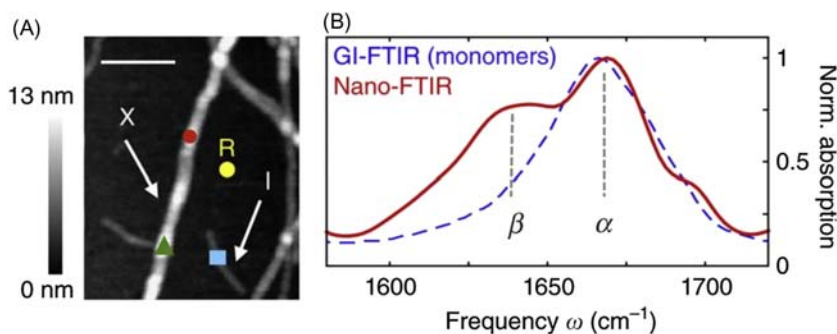 (A)
13 nm
0 nm
X
R
I
(B)
GI-FTIR (monomers)
Nano-FTIR
β
α
1600
1650
1700
Frequency ω (cm⁻¹)
1
0.5
0
Norm. absorption